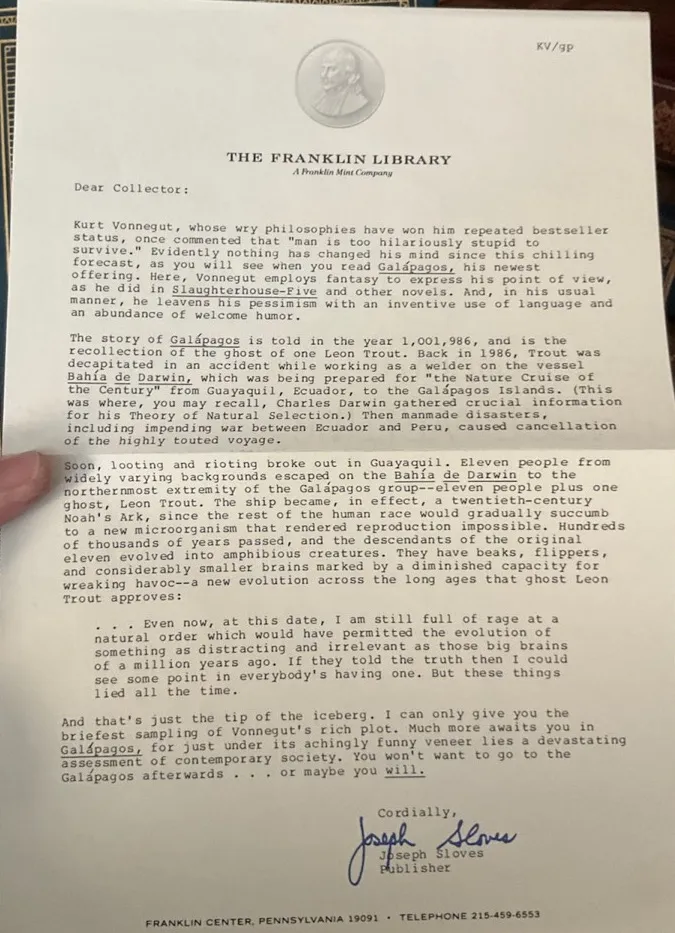 KV/gp
THE FRANKLIN LIBRARY
A Franklin Mint Company
Dear Collector:
Kurt Vonnegut, whose wry philosophies have won him repeated bestseller
status, once commented that "man is too hilariously stupid to
survive." Evidently nothing has changed his mind since this chilling
forecast, as you will see when you read Galápagos, his newest
offering. Here, Vonnegut employs fantasy to express his point of view,
as he did in Slaughterhouse-Five and other novels. And, in his usual
manner, he leavens his pessimism with an inventive use of language and
an abundance of welcome humor.
The story of Galápagos is told in the year 1,001,986, and is the
recollection of the ghost of one Leon Trout. Back in 1986, Trout was
decapitated in an accident while working as a welder on the vessel
Bahía de Darwin, which was being prepared for "the Nature Cruise of
the Century" from Guayaquil, Ecuador, to the Galápagos Islands. (This
was where, you may recall, Charles Darwin gathered crucial information
for his Theory of Natural Selection.) Then manmade disasters,
including impending war between Ecuador and Peru, caused cancellation
of the highly touted voyage.
Soon, looting and rioting broke out in Guayaquil. Eleven people from
widely varying backgrounds escaped on the Bahía de Darwin to the
northernmost extremity of the Galápagos group--eleven people plus one
ghost, Leon Trout. The ship became, in effect, a twentieth-century
Noah's Ark, since the rest of the human race would gradually succumb
to a new microorganism that rendered reproduction impossible. Hundreds
of thousands of years passed, and the descendants of the original
eleven evolved into amphibious creatures. They have beaks, flippers,
and considerably smaller brains marked by a diminished capacity for
wreaking havoc--a new evolution across the long ages that ghost Leon
Trout approves:
. . . Even now, at this date, I am still full of rage at a
natural order which would have permitted the evolution of
something as distracting and irrelevant as those big brains
of a million years ago. If they told the truth then I could
see some point in everybody's having one. But these things
lied all the time.
And that's just the tip of the iceberg. I can only give you the
briefest sampling of Vonnegut's rich plot. Much more awaits you in
Galápagos, for just under its achingly funny veneer lies a devastating
assessment of contemporary society. You won't want to go to the
Galápagos afterwards . . . or maybe you will.
Cordially,
Joseph Sloves
Joseph Sloves
Publisher
FRANKLIN CENTER, PENNSYLVANIA 19091 • TELEPHONE 215-459-6553